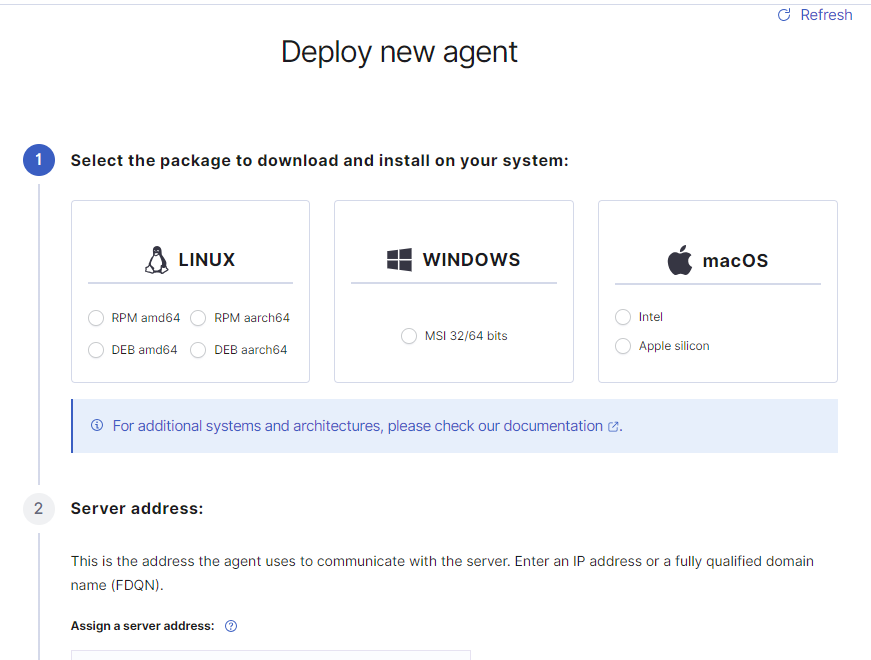 Refresh
Deploy new agent
1
Select the package to download and install on your system:
LINUX
RPM amd64
RPM aarch64
DEB amd64
DEB aarch64
WINDOWS
MSI 32/64 bits
macOS
Intel
Apple silicon
For additional systems and architectures, please check our documentation.
2
Server address:
This is the address the agent uses to communicate with the server. Enter an IP address or a fully qualified domain
name (FDQN).
Assign a server address: